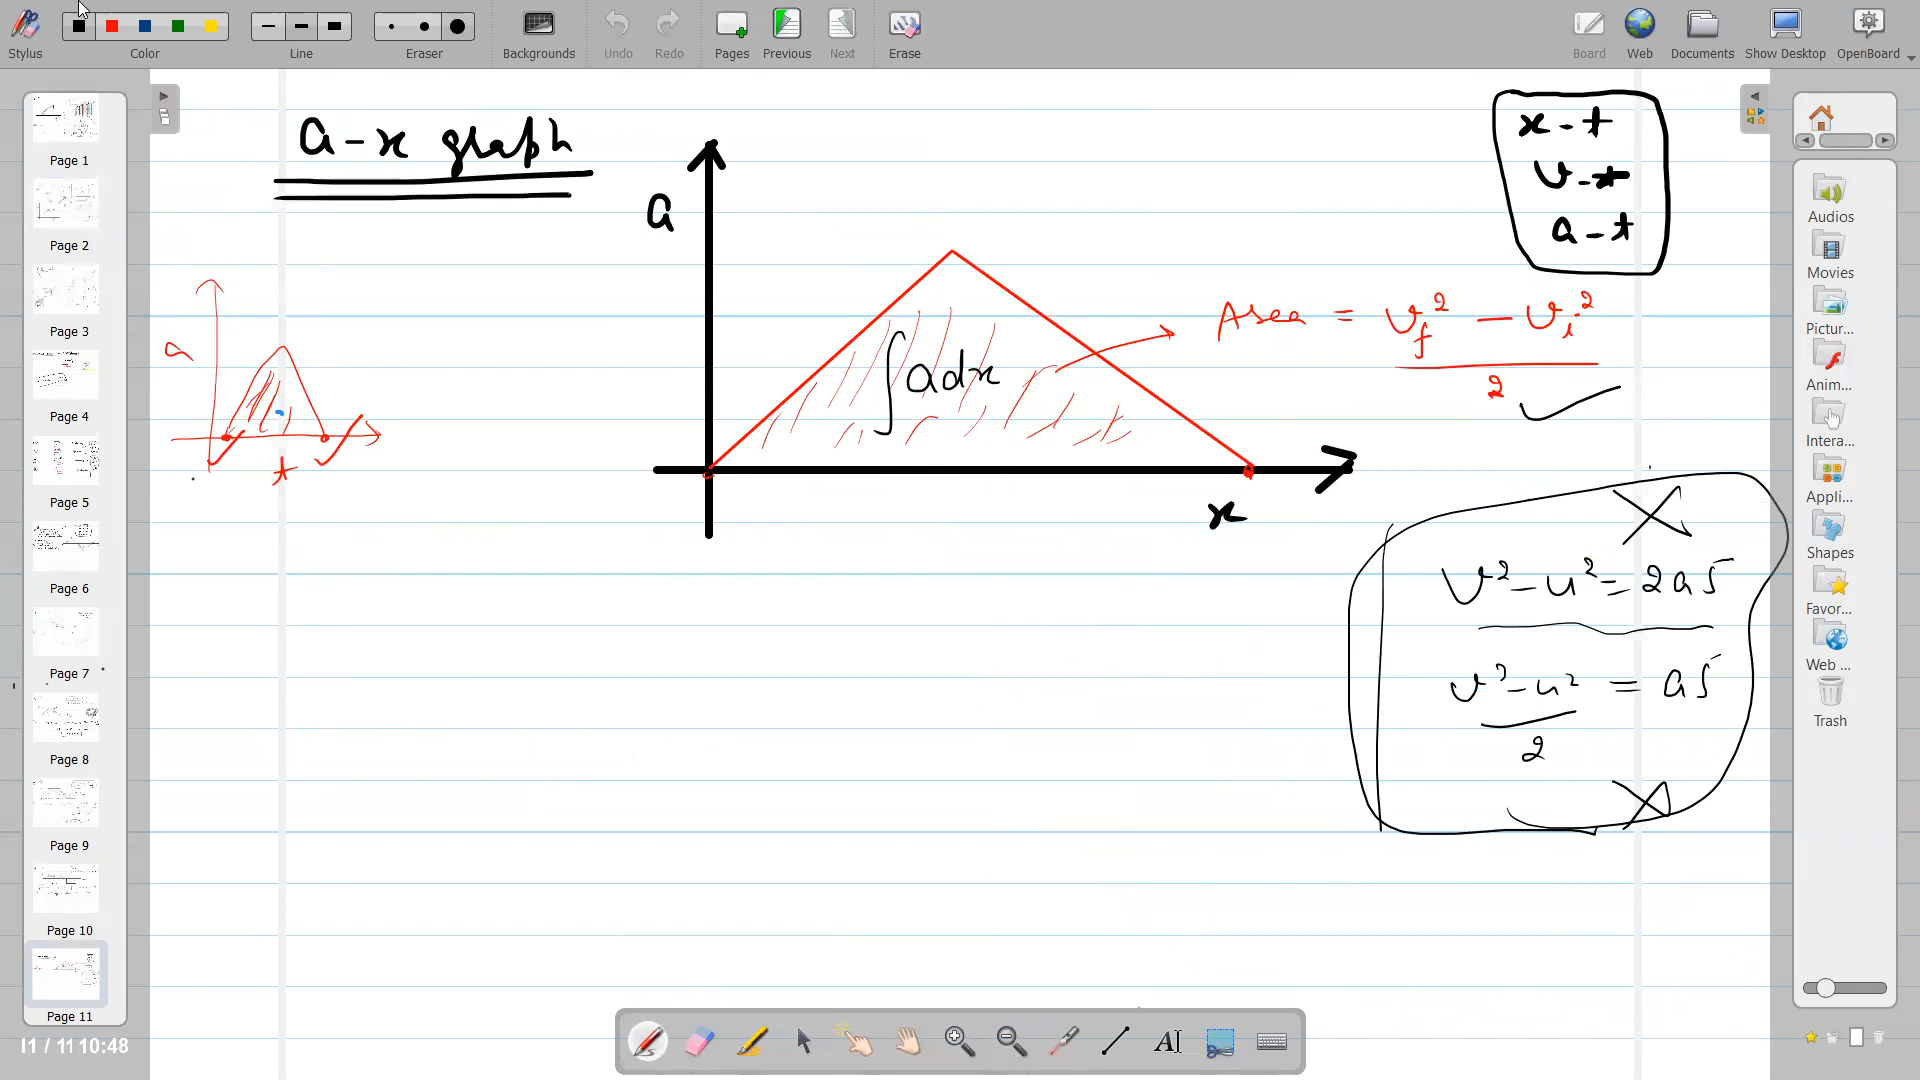 Stylus
Color
Line
Eraser
Backgrounds
Undo
Redo
Pages
Previous
Next
Erase
Board
Web
Documents
Show Desktop
OpenBoard
Page 1
Page 2
Page 3
Page 4
Page 5
Page 6
Page 7
Page 8
Page 9
Page 10
Page 11
11 / 11 10:48
a - x graph
a
x
∫adx
Area = vf² - vi²
2
x - t
v - t
a - t
a
t
v² - u² = 2as
v² - u² = as
2
Audios
Movies
Pictur...
Anim...
Intera...
Appli...
Shapes
Favor...
Web ...
Trash
AI